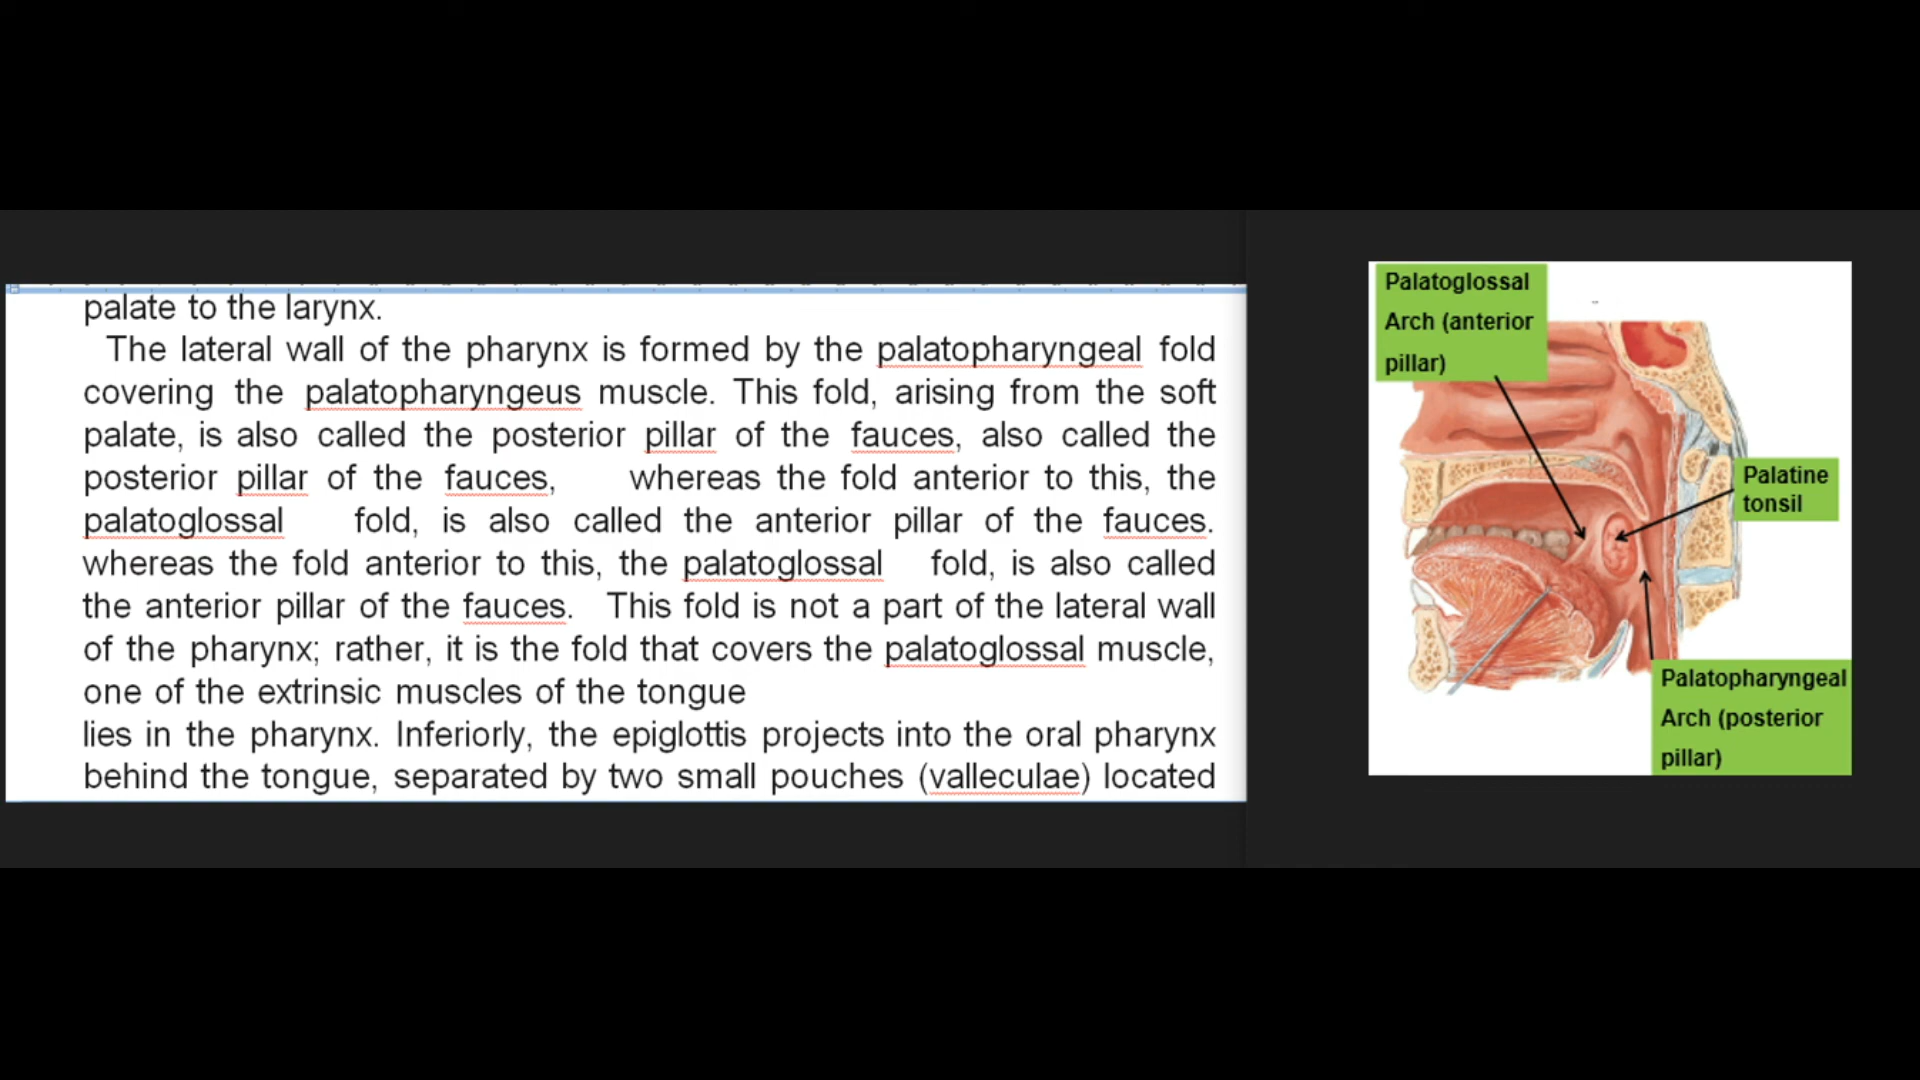 palate to the larynx.
The lateral wall of the pharynx is formed by the palatopharyngeal fold
covering the palatopharyngeus muscle. This fold, arising from the soft
palate, is also called the posterior pillar of the fauces, also called the
posterior pillar of the fauces, whereas the fold anterior to this, the
palatoglossal fold, is also called the anterior pillar of the fauces.
whereas the fold anterior to this, the palatoglossal fold, is also called
the anterior pillar of the fauces. This fold is not a part of the lateral wall
of the pharynx; rather, it is the fold that covers the palatoglossal muscle,
one of the extrinsic muscles of the tongue
lies in the pharynx. Inferiorly, the epiglottis projects into the oral pharynx
behind the tongue, separated by two small pouches (valleculae) located
Palatoglossal
Arch (anterior
pillar)
Palatine
tonsil
Palatopharyngeal
Arch (posterior
pillar)